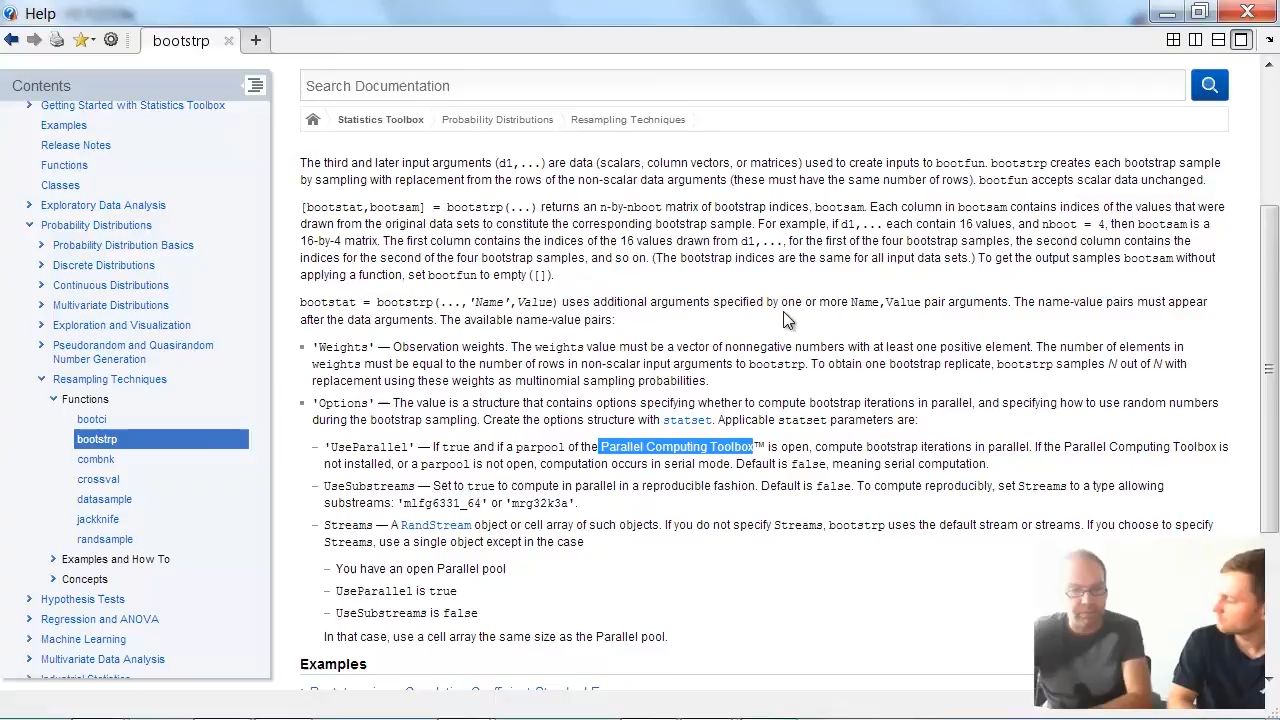 Help
bootstrp
Contents
Getting Started with Statistics Toolbox
Examples
Release Notes
Functions
Classes
Exploratory Data Analysis
Probability Distributions
Probability Distribution Basics
Discrete Distributions
Continuous Distributions
Multivariate Distributions
Exploration and Visualization
Pseudorandom and Quasirandom
Number Generation
Resampling Techniques
Functions
bootci
bootstrp
combnk
crossval
datasample
jackknife
randsample
Examples and How To
Concepts
Hypothesis Tests
Regression and ANOVA
Machine Learning
Multivariate Data Analysis
Industrial Statistics
Search Documentation
Statistics Toolbox Probability Distributions Resampling Techniques
The third and later input arguments (d1,...) are data (scalars, column vectors, or matrices) used to create inputs to bootfun. bootstrp creates each bootstrap sample
by sampling with replacement from the rows of the non-scalar data arguments (these must have the same number of rows). bootfun accepts scalar data unchanged.
[bootstat,bootsam] = bootstrp(...) returns an n-by-nboot matrix of bootstrap indices, bootsam. Each column in bootsam contains indices of the values that were
drawn from the original data sets to constitute the corresponding bootstrap sample. For example, if d1,... each contain 16 values, and nboot = 4, then bootsam is a
16-by-4 matrix. The first column contains the indices of the 16 values drawn from d1,..., for the first of the four bootstrap samples, the second column contains the
indices for the second of the four bootstrap samples, and so on. (The bootstrap indices are the same for all input data sets.) To get the output samples bootsam without
applying a function, set bootfun to empty ([]).
bootstat = bootstrp(...,'Name',Value) uses additional arguments specified by one or more Name,Value pair arguments. The name-value pairs must appear
after the data arguments. The available name-value pairs:
'Weights' — Observation weights. The weights value must be a vector of nonnegative numbers with at least one positive element. The number of elements in
weights must be equal to the number of rows in non-scalar input arguments to bootstrp. To obtain one bootstrap replicate, bootstrp samples N out of N with
replacement using these weights as multinomial sampling probabilities.
'Options' — The value is a structure that contains options specifying whether to compute bootstrap iterations in parallel, and specifying how to use random numbers
during the bootstrap sampling. Create the options structure with statset. Applicable statset parameters are:
– 'UseParallel' — If true and if a parpool of the Parallel Computing Toolbox™ is open, compute bootstrap iterations in parallel. If the Parallel Computing Toolbox is
not installed, or a parpool is not open, computation occurs in serial mode. Default is false, meaning serial computation.
– UseSubstreams — Set to true to compute in parallel in a reproducible fashion. Default is false. To compute reproducibly, set Streams to a type allowing
substreams: 'mlfg6331_64' or 'mrg32k3a'.
– Streams — A RandStream object or cell array of such objects. If you do not specify Streams, bootstrp uses the default stream or streams. If you choose to specify
Streams, use a single object except in the case
– You have an open Parallel pool
– UseParallel is true
– UseSubstreams is false
In that case, use a cell array the same size as the Parallel pool.
Examples